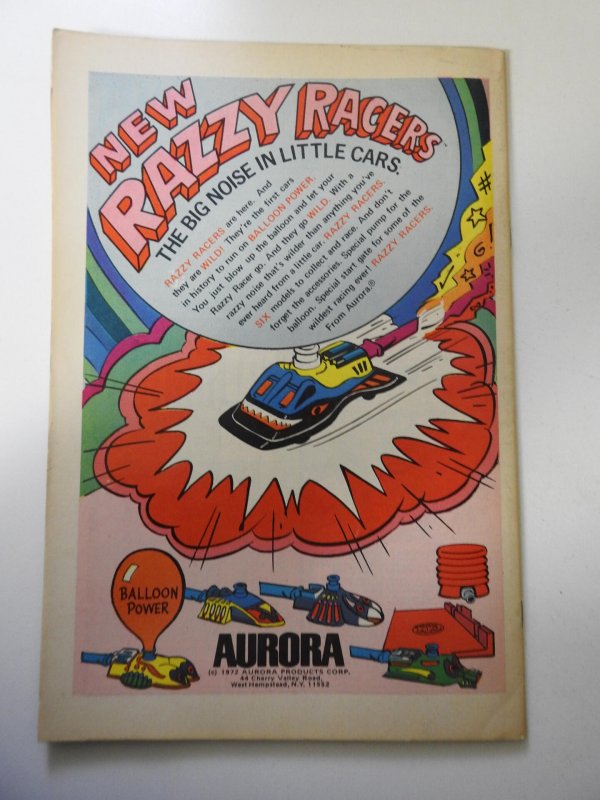 NEW
RAZZY RACERS™
THE BIG NOISE IN LITTLE CARS.
RAZZY RACERS are here. And
they are WILD! They're the first cars
in history to run on BALLOON POWER.
You just blow up the balloon and let your
Razzy Racer go. And they go WILD. With a
razzy noise that's wilder than anything you've
ever heard from a little car. RAZZY RACERS.
SIX models to collect and race. And don't
forget the accessories. Special pump for the
balloon. Special start gate for some of the
wildest racing ever! RAZZY RACERS.
From Aurora.®
#
!
BALLOON
POWER
AURORA
(c) 1972 AURORA PRODUCTS CORP.
44 Cherry Valley Road,
West Hempstead, N.Y. 11552